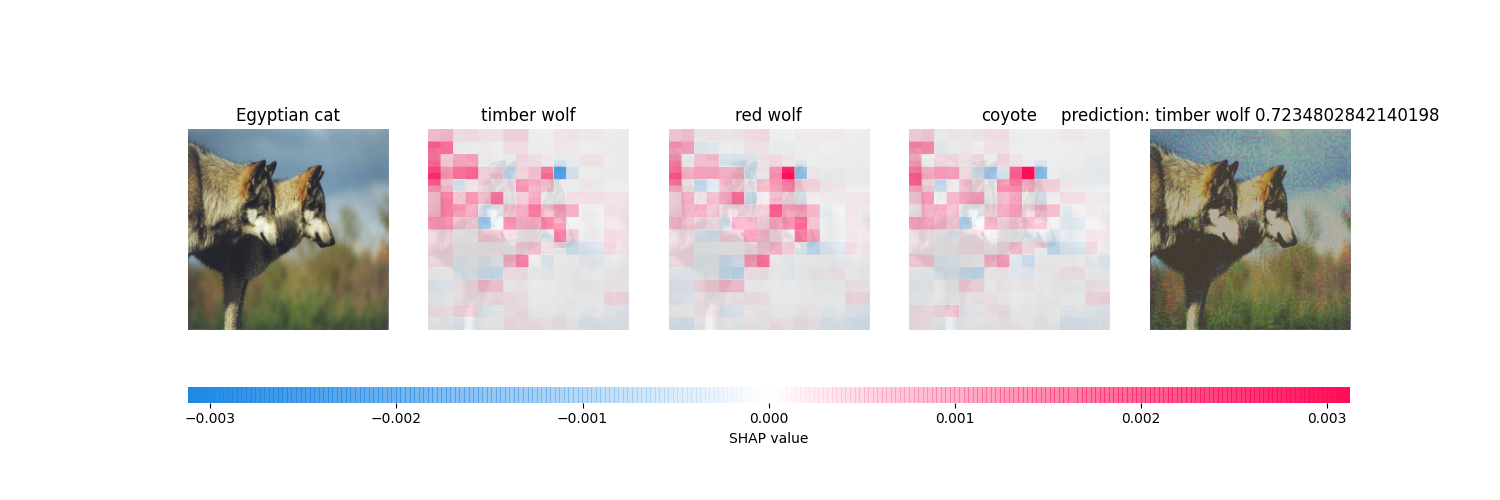 Egyptian cat
timber wolf
red wolf
coyote
prediction: timber wolf 0.7234802842140198
−0.003
−0.002
−0.001
0.000
0.001
0.002
0.003
SHAP value